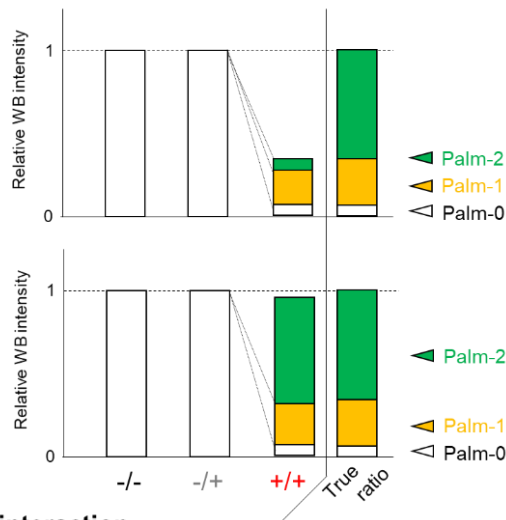 Relative WB intensity
1
0
Palm-2
Palm-1
Palm-0
Relative WB intensity
1
0
Palm-2
Palm-1
Palm-0
-/-
-/+
+/+
True
ratio
interaction